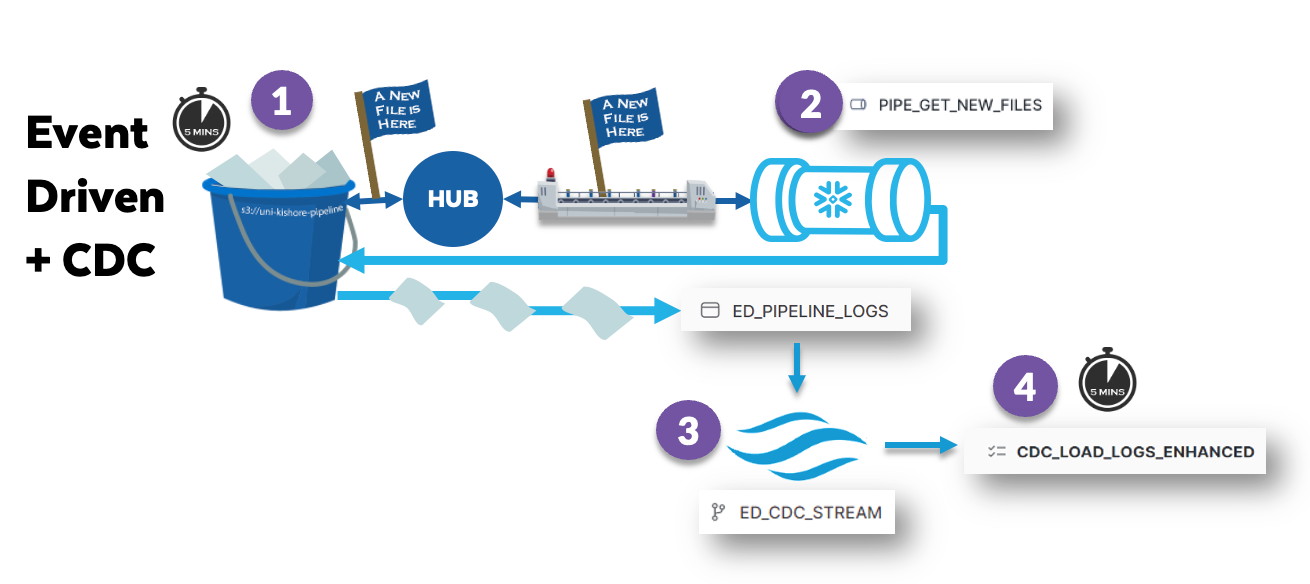 Event
Driven
+ CDC
5 MINS
1
s3://uni-kishore-pipeline
A New
File is
Here
HUB
A New
File is
Here
2
PIPE_GET_NEW_FILES
ED_PIPELINE_LOGS
3
ED_CDC_STREAM
4
5 MINS
CDC_LOAD_LOGS_ENHANCED